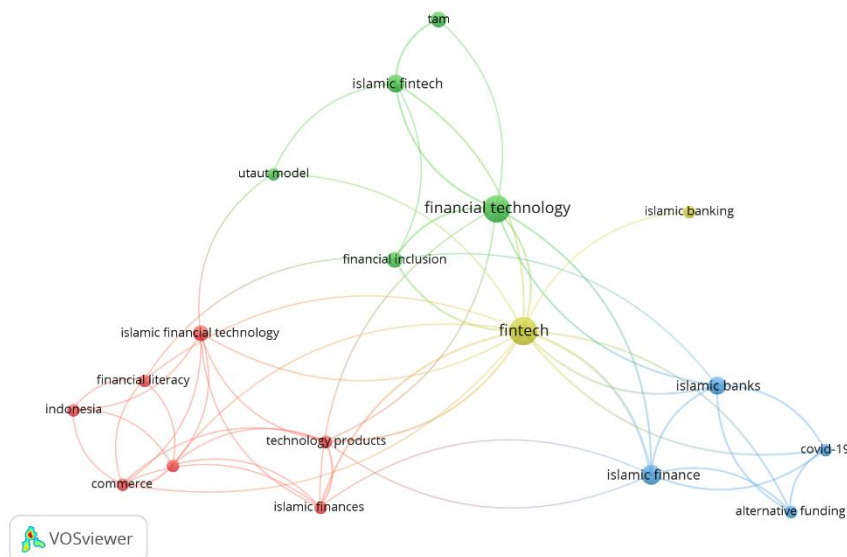 tam
islamic fintech
utaut model
financial technology
islamic banking
financial inclusion
fintech
islamic financial technology
financial literacy
islamic banks
indonesia
technology products
covid-19
commerce
islamic finance
islamic finances
alternative funding
VOSviewer